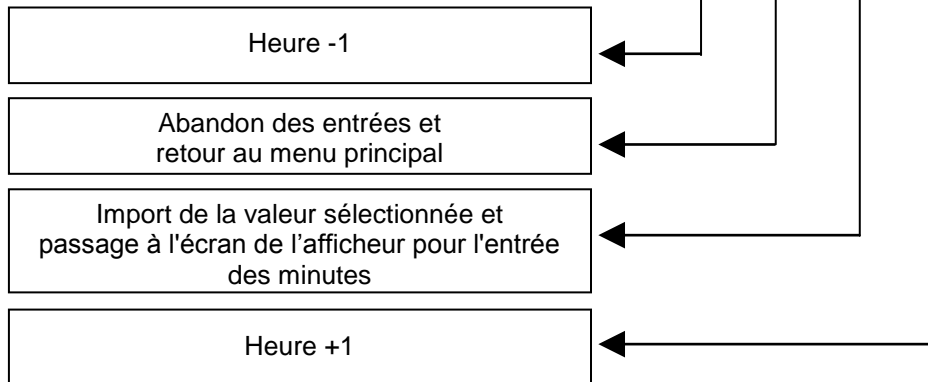 Heure -1
Abandon des entrées et
retour au menu principal
Import de la valeur sélectionnée et
passage à l'écran de l’afficheur pour l'entrée
des minutes
Heure +1